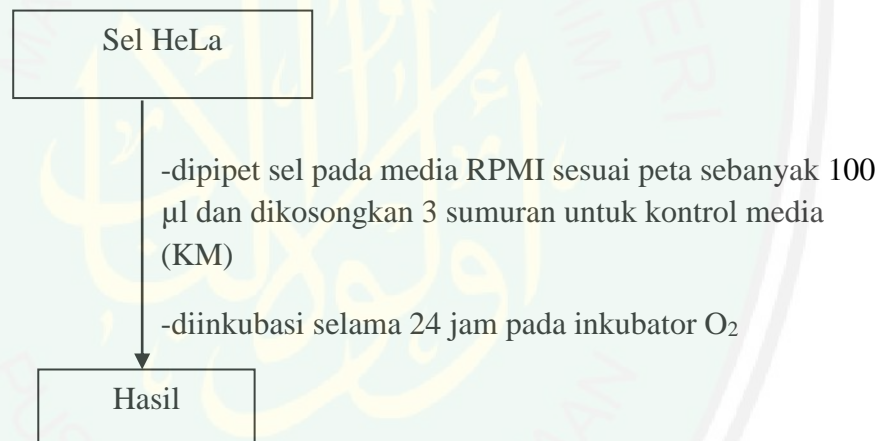 Sel HeLa
-dipipet sel pada media RPMI sesuai peta sebanyak 100
µl dan dikosongkan 3 sumuran untuk kontrol media
(KM)
-diinkubasi selama 24 jam pada inkubator O₂
Hasil